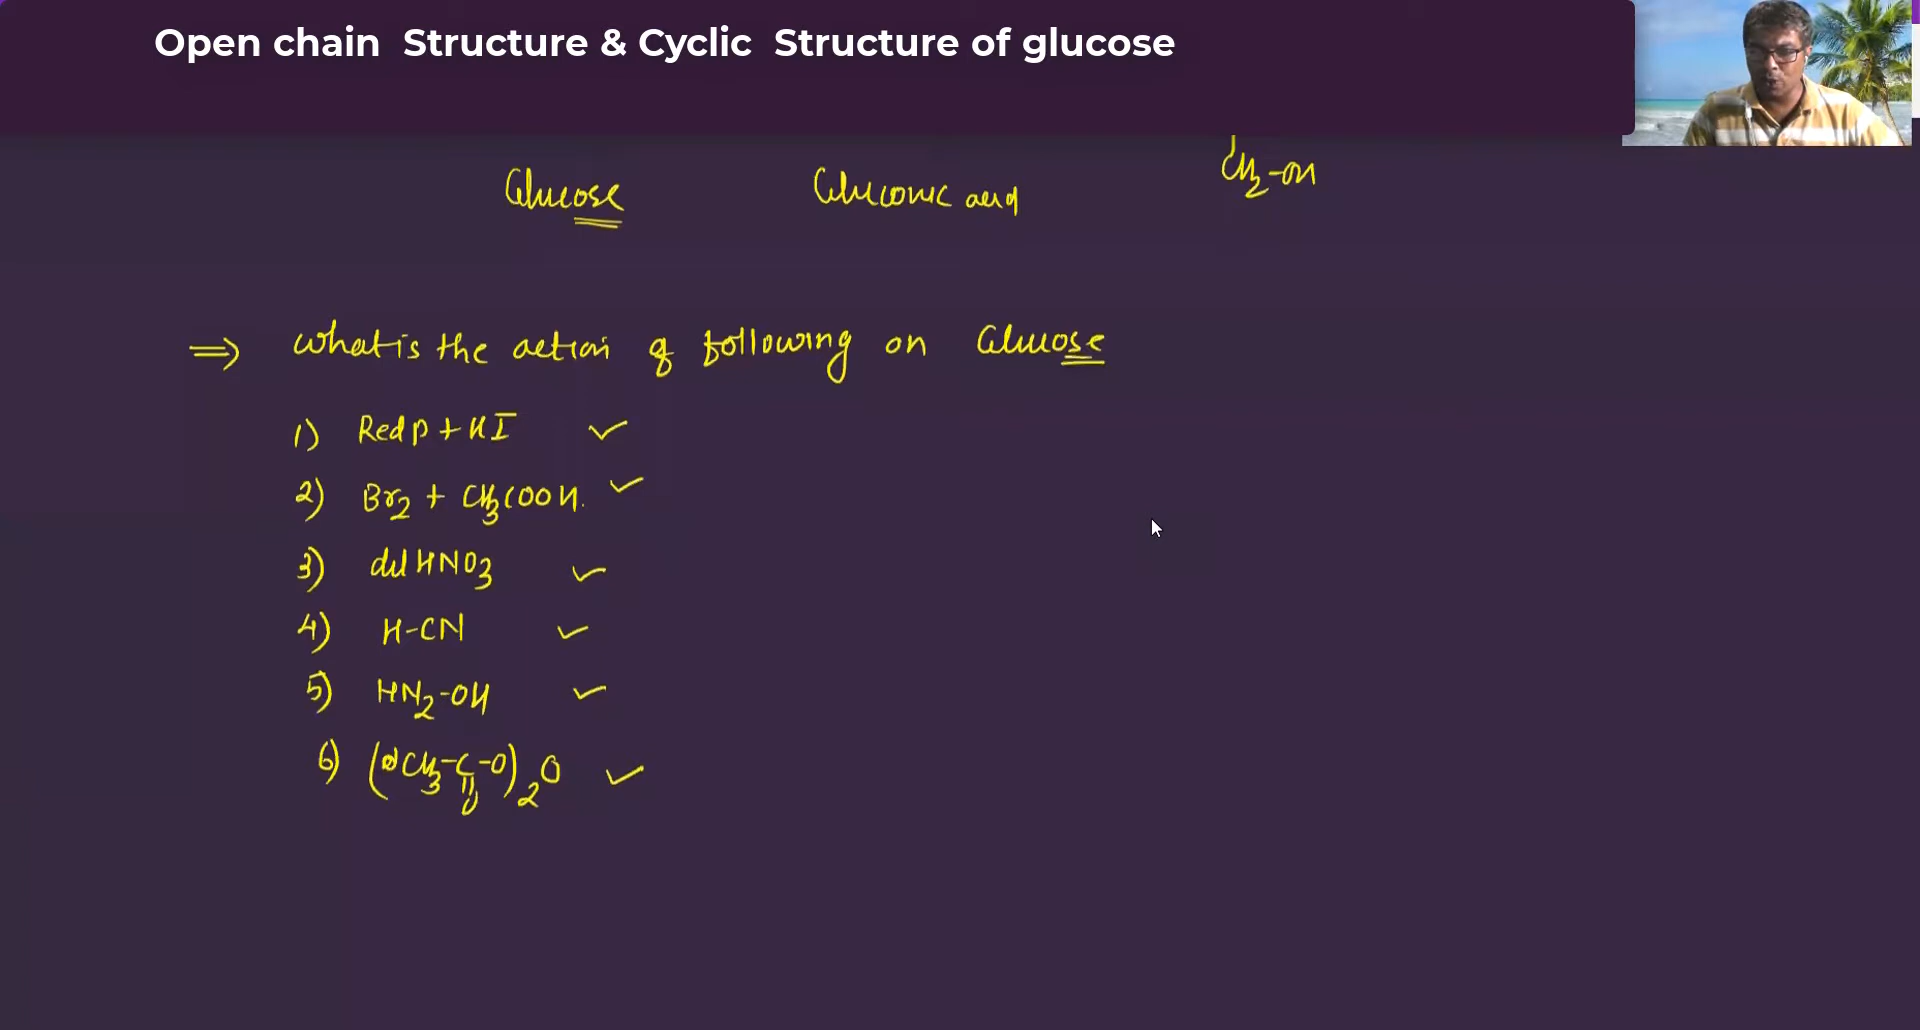 Open chain Structure & Cyclic Structure of glucose
CH2-OH
Glucose Gluconic acid
⇒ what is the action of following on Glucose
1) Red P + HI ✓
2) Br2 + CH3COOH. ✓
3) dil HNO3 ✓
4) H-CN ✓
5) HN2-OH ✓
6) (CH3-C-O)2O ✓
O